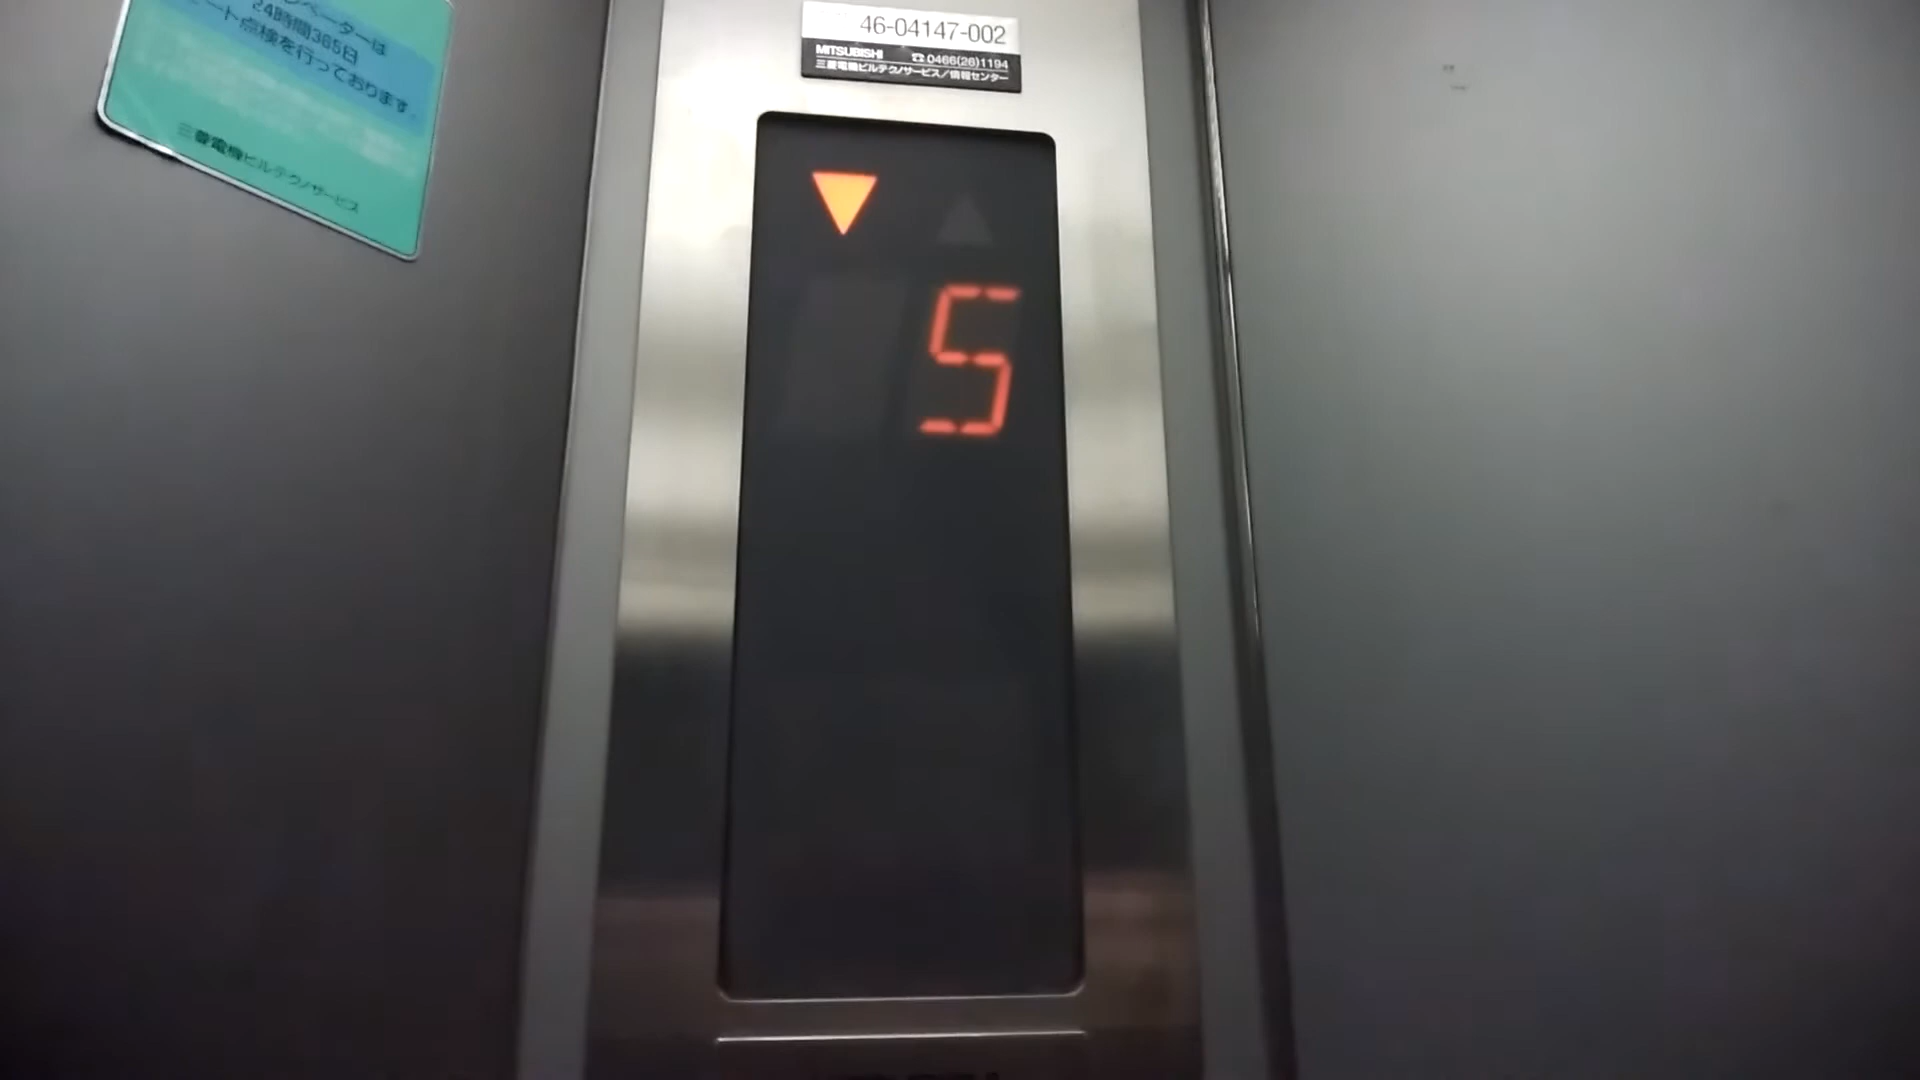 ベーターは
24時間365日
ート点検を行っております。
三菱電機ビルテクノサービス
46-04147-002
MITSUBISHI ☎0466(26)1194
三菱電機ビルテクノサービス／情報センター
5